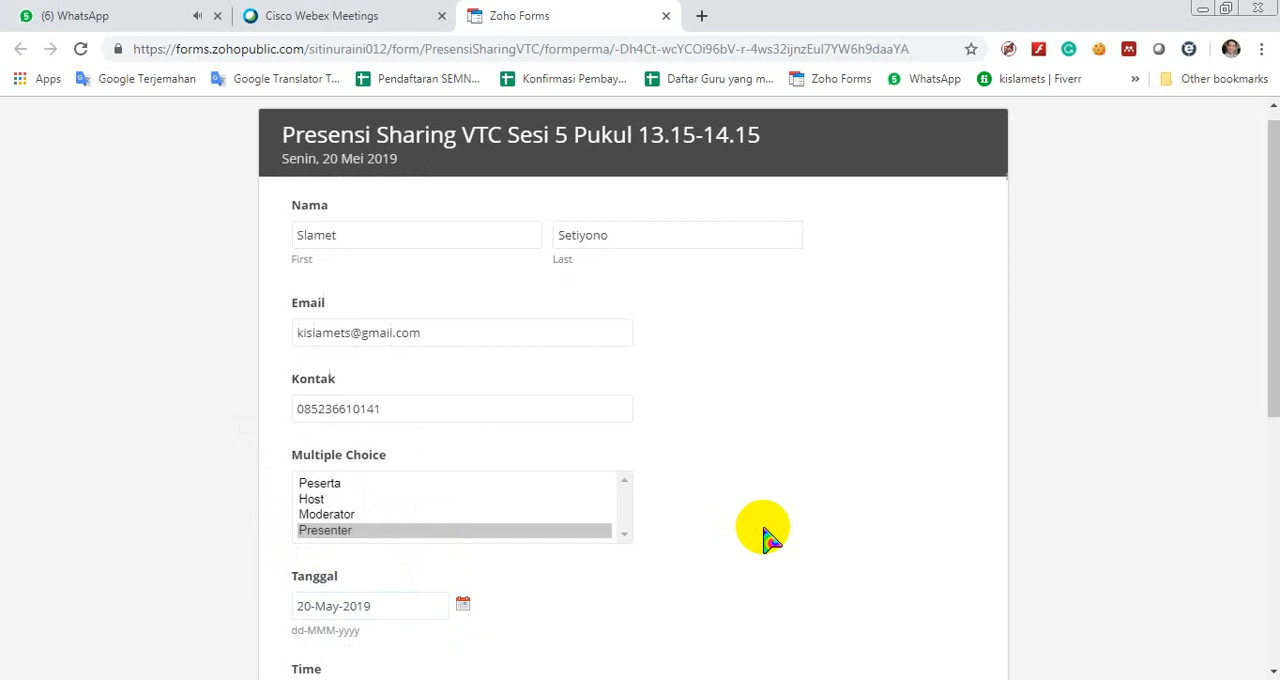 (6) WhatsApp
Cisco Webex Meetings
Zoho Forms
https://forms.zohopublic.com/sitinuraini012/form/PresensiSharingVTC/formperma/-Dh4Ct-wcYCOi96bV-r-4ws32ijnzEul7YW6h9daaYA
Apps
Google Terjemahan
Google Translator T...
Pendaftaran SEMN...
Konfirmasi Pembay...
Daftar Guru yang m...
Zoho Forms
WhatsApp
kislamets | Fiverr
»
Other bookmarks
Presensi Sharing VTC Sesi 5 Pukul 13.15-14.15
Senin, 20 Mei 2019
Nama
Slamet
Setiyono
First
Last
Email
kislamets@gmail.com
Kontak
085236610141
Multiple Choice
Peserta
Host
Moderator
Presenter
Tanggal
20-May-2019
dd-MMM-yyyy
Time